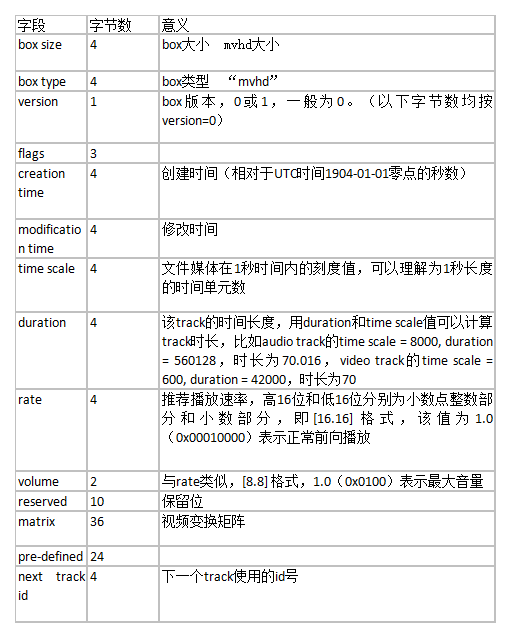 字段 字节数 意义
box size 4 box大小 mvhd大小
box type 4 box类型 “mvhd”
version 1 box版本，0或1，一般为0。（以下字节数均按
version=0）
flags 3
creation 4 创建时间（相对于UTC时间1904-01-01零点的秒数）
time
modificatio 4 修改时间
n time
time scale 4 文件媒体在1秒时间内的刻度值，可以理解为1秒长度
的时间单元数
duration 4 该track的时间长度，用duration和time scale值可以计算
track时长，比如audio track的time scale = 8000, duration
= 560128，时长为70.016，video track的time scale =
600, duration = 42000，时长为70
rate 4 推荐播放速率，高16位和低16位分别为小数点整数部
分和小数部分，即[16.16] 格式，该值为1.0
（0x00010000）表示正常前向播放
volume 2 与rate类似，[8.8] 格式，1.0（0x0100）表示最大音量
reserved 10 保留位
matrix 36 视频变换矩阵
pre-defined 24
next track 4 下一个track使用的id号
id